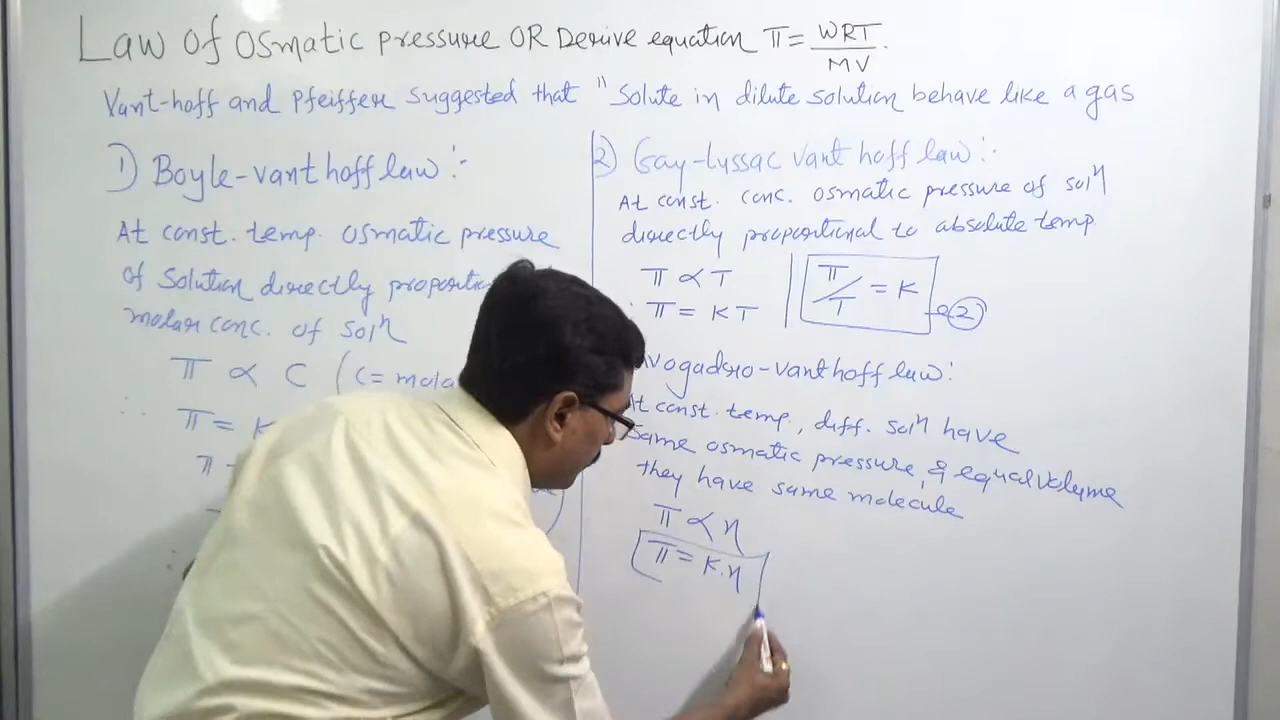 Law of Osmatic pressure OR Derive equation π = WRT / MV.
Vant-hoff and Pfeiffer suggested that " Solute in dilute solution behave like a gas
1) Boyle-vant hoff law :-
At const. temp. osmatic pressure
of solution directly
molar conc. of solⁿ
π ∝ C (C =
∴ π = K
π
2) Gay-Lyssac vant hoff law :-
At const. conc. osmatic pressure of solⁿ
directly proportional to absolute temp.
π ∝ T
∴ π = KT
π/T = K
②
vogadro-vant hoff law :
At const. temp., diff. solⁿ have
same osmatic pressure, & equal volyme
they have same molecule
π ∝ n
π = K.n